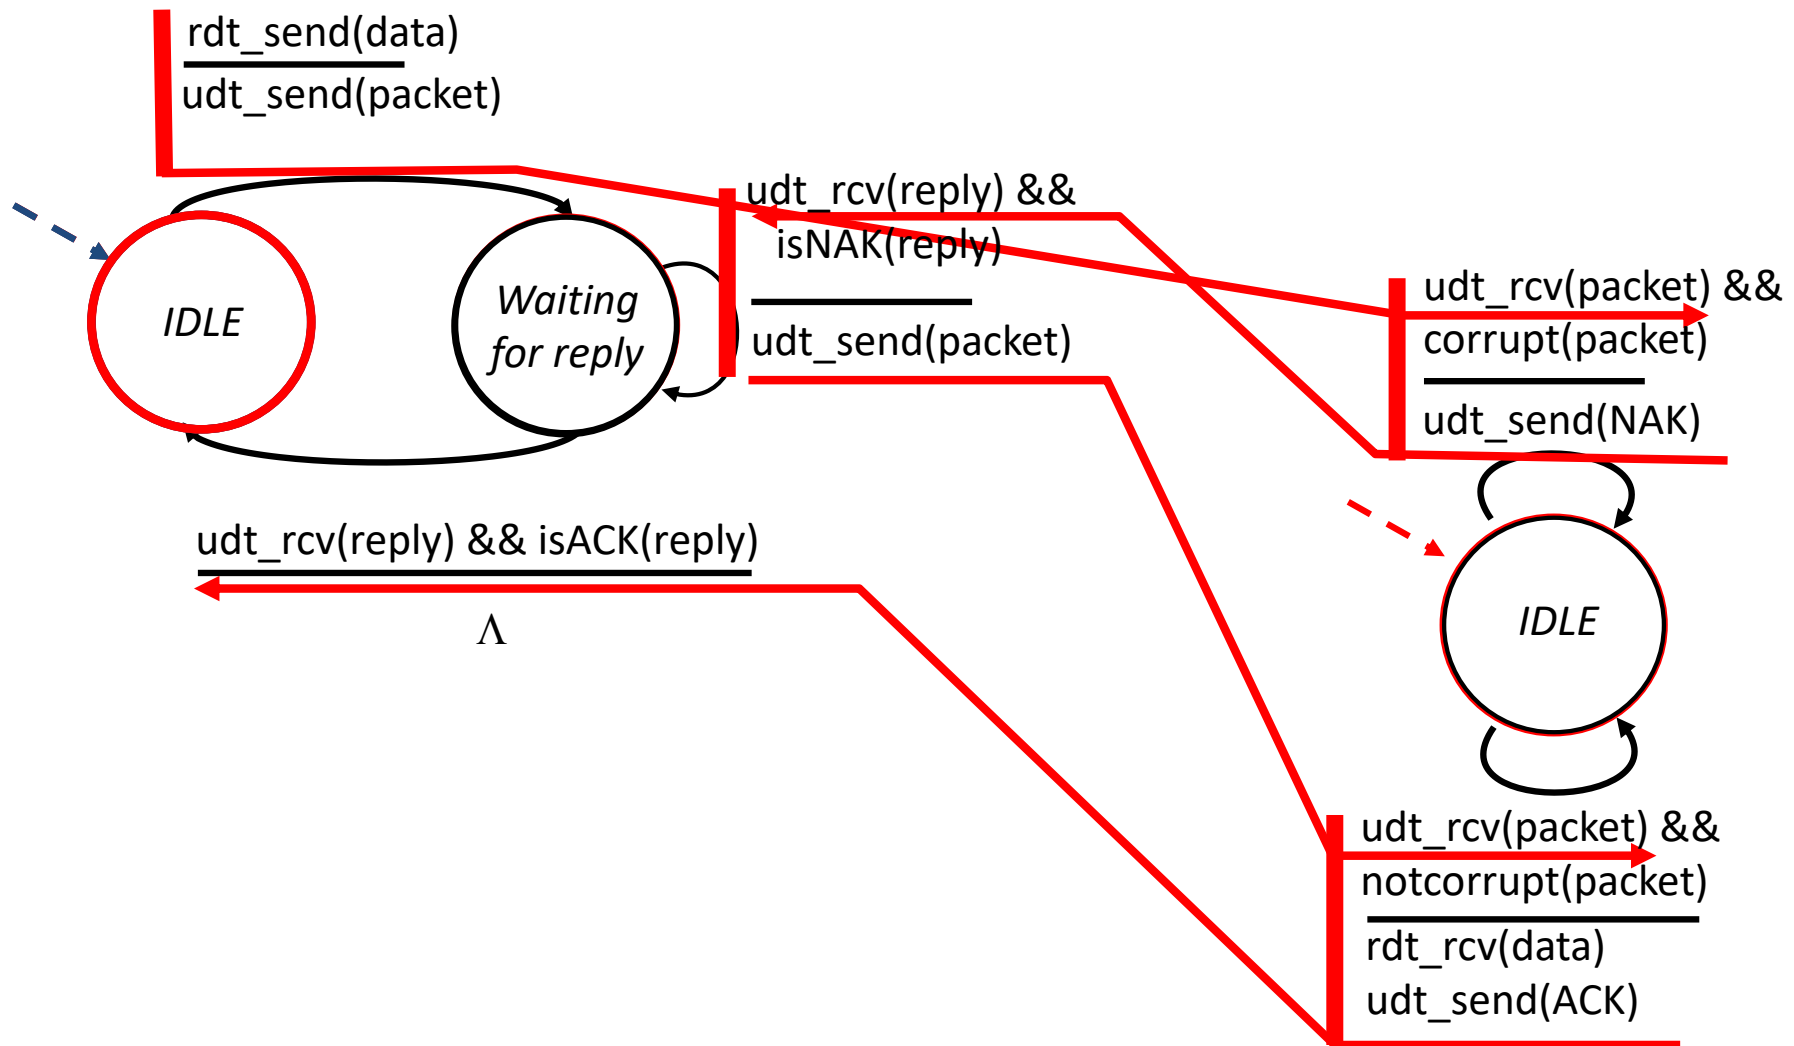 rdt_send(data)
udt_send(packet)
IDLE
Waiting
for reply
udt_rcv(reply) &&
isNAK(reply)
udt_send(packet)
udt_rcv(reply) && isACK(reply)
Λ
udt_rcv(packet) &&
corrupt(packet)
udt_send(NAK)
IDLE
udt_rcv(packet) &&
notcorrupt(packet)
rdt_rcv(data)
udt_send(ACK)